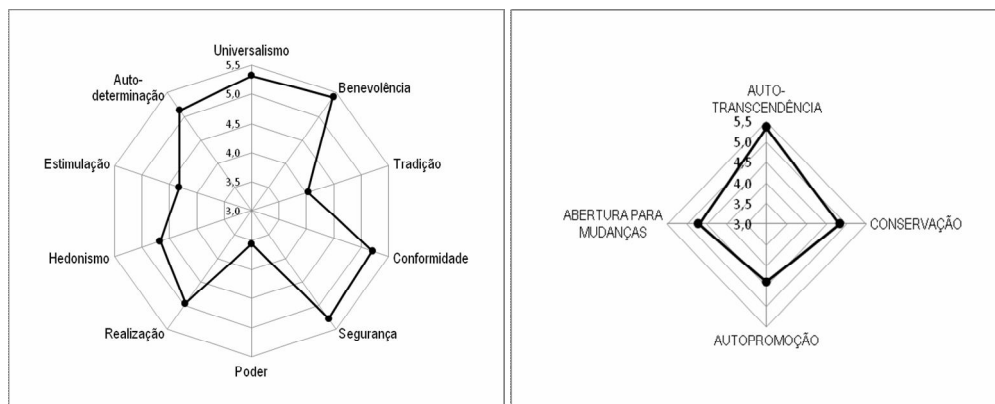 Universalismo
5,5
5,0
4,5
4,0
3,5
3,0
Benevolência
Tradição
Conformidade
Segurança
Poder
Realização
Hedonismo
Estimulação
Auto-
determinação
AUTO-
TRANSCENDÊNCIA
5,5
5,0
4,5
4,0
3,5
3,0
CONSERVAÇÃO
AUTOPROMOÇÃO
ABERTURA PARA
MUDANÇAS